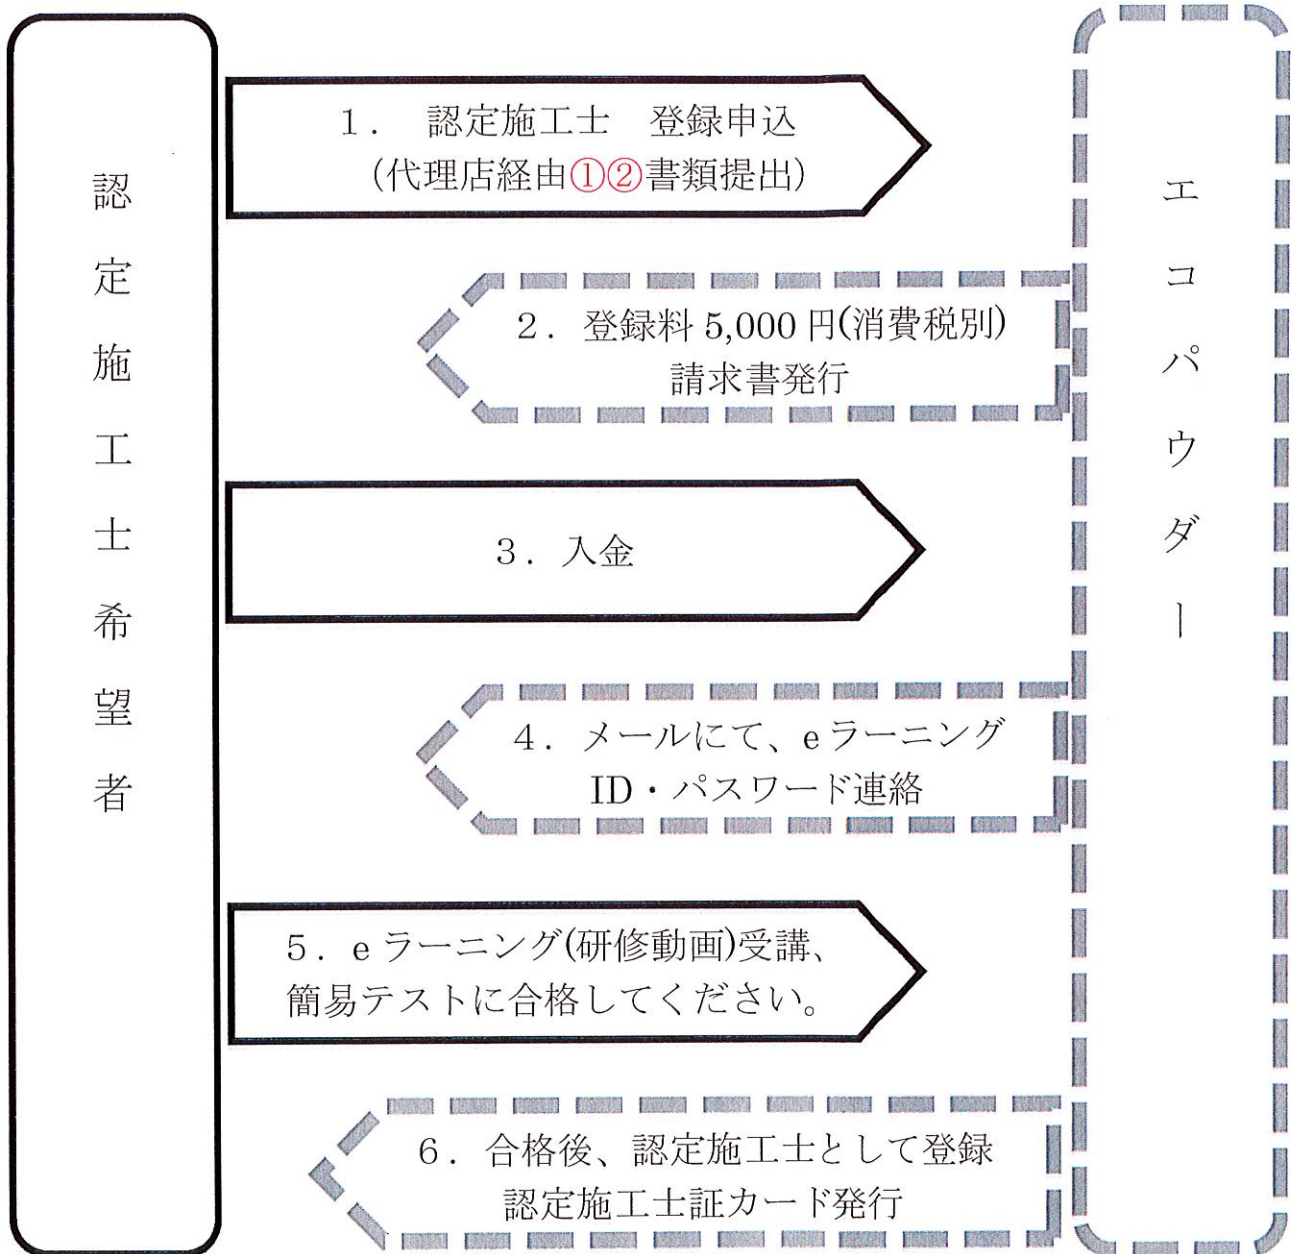 認定施工士希望者
1. 認定施工士 登録申込
(代理店経由①②書類提出)
2. 登録料 5,000 円(消費税別)
請求書発行
3. 入金
4. メールにて、e ラーニング
ID・パスワード連絡
5. e ラーニング(研修動画)受講、
簡易テストに合格してください。
6. 合格後、認定施工士として登録
認定施工士証カード発行
エコパウダー